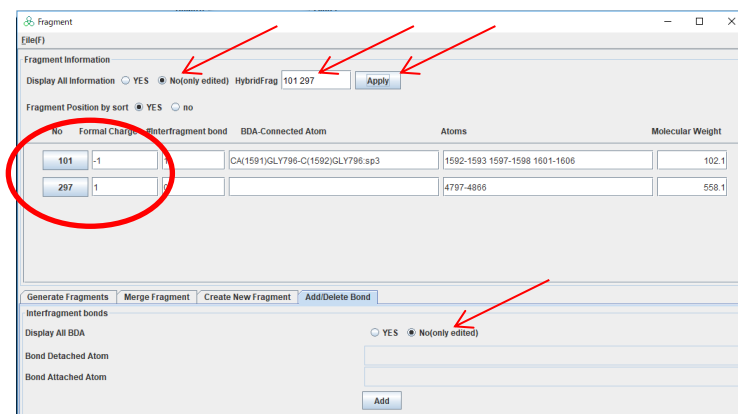 Fragment
File(F)
Fragment Information
Display All Information YES No(only edited) HybridFrag 101 297 Apply
Fragment Position by sort YES no
No Formal Charge #Interfragment bond BDA-Connected Atom Atoms Molecular Weight
101 -1 1 CA(1591)GLY796-C(1592)GLY796:sp3 1592-1593 1597-1598 1601-1606 102.1
297 1 0 4797-4866 558.1
Generate Fragments Merge Fragment Create New Fragment Add/Delete Bond
Interfragment bonds
Display All BDA YES No(only edited)
Bond Detached Atom
Bond Attached Atom
Add